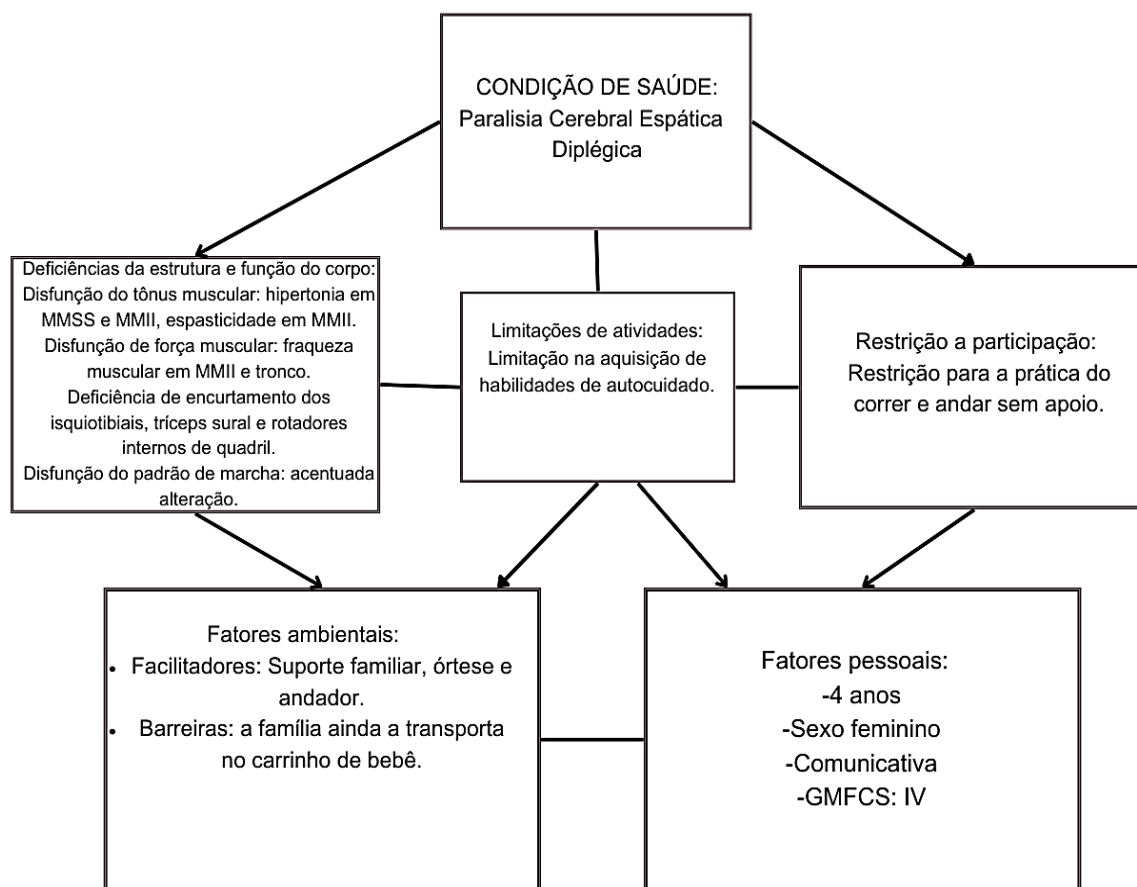 CONDIÇÃO DE SAÚDE:
Paralisia Cerebral Espática
Diplégica
Deficiências da estrutura e função do corpo:
Disfunção do tônus muscular: hipertonia em
MMSS e MMII, espasticidade em MMII.
Disfunção de força muscular: fraqueza
muscular em MMII e tronco.
Deficiência de encurtamento dos
isquiotibiais, tríceps sural e rotadores
internos de quadril.
Disfunção do padrão de marcha: acentuada
alteração.
Limitações de atividades:
Limitação na aquisição de
habilidades de autocuidado.
Restrição a participação:
Restrição para a prática do
correr e andar sem apoio.
Fatores ambientais:
• Facilitadores: Suporte familiar, órtese e
andador.
• Barreiras: a família ainda a transporta
no carrinho de bebê.
Fatores pessoais:
-4 anos
-Sexo feminino
-Comunicativa
-GMFCS: IV